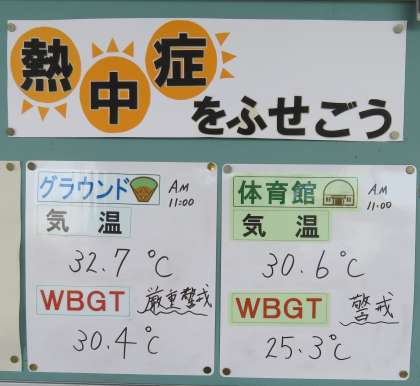 熱中症をふせごう
グラウンド AM 11:00
気温
32.7℃
WBGT 厳重警戒
30.4℃
体育館 AM 11:00
気温
30.6℃
WBGT 警戒
25.3℃